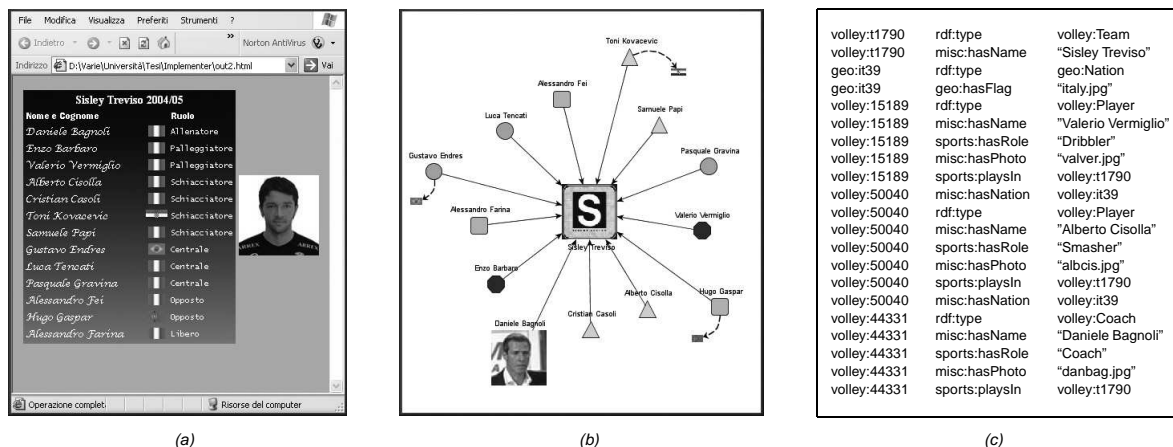 File Modifica Visualizza Preferiti Strumenti ?
Indietro » Norton AntiVirus
Indirizzo D:\Varie\Università\Tesi\Implementer\out2.html Vai
Sisley Treviso 2004/05
Nome e Cognome Ruolo
Daniele Bagnoli Allenatore
Enzo Barbaro Palleggiatore
Valerio Vermiglio Palleggiatore
Alberto Cisolla Schiacciatore
Cristian Casoli Schiacciatore
Toni Kovacevic Schiacciatore
Samuele Papi Schiacciatore
Gustavo Endres Centrale
Luca Tencati Centrale
Pasquale Gravina Centrale
Alessandro Fei Opposto
Hugo Gaspar Opposto
Alessandro Farina Libero
Operazione complet Risorse del computer
(a)
Toni Kovacevic
Alessandro Fei
Samuele Papi
Luca Tencati
Pasquale Gravina
Gustavo Endres
Alessandro Farina
S
Valerio Vermiglio
Sisley Treviso
Enzo Barbaro
Hugo Gaspar
Alberto Cisolla
Cristian Casoli
Daniele Bagnoli
(b)
volley:t1790 rdf:type volley:Team
volley:t1790 misc:hasName “Sisley Treviso”
geo:it39 rdf:type geo:Nation
geo:it39 geo:hasFlag “italy.jpg”
volley:15189 rdf:type volley:Player
volley:15189 misc:hasName ”Valerio Vermiglio”
volley:15189 sports:hasRole “Dribbler”
volley:15189 misc:hasPhoto “valver.jpg”
volley:15189 sports:playsIn volley:t1790
volley:50040 misc:hasNation volley:it39
volley:50040 rdf:type volley:Player
volley:50040 misc:hasName ”Alberto Cisolla”
volley:50040 sports:hasRole “Smasher”
volley:50040 misc:hasPhoto “albcis.jpg”
volley:50040 sports:playsIn volley:t1790
volley:50040 misc:hasNation volley:it39
volley:44331 rdf:type volley:Coach
volley:44331 misc:hasName “Daniele Bagnoli”
volley:44331 sports:hasRole “Coach”
volley:44331 misc:hasPhoto “danbag.jpg”
volley:44331 sports:playsIn volley:t1790
(c)